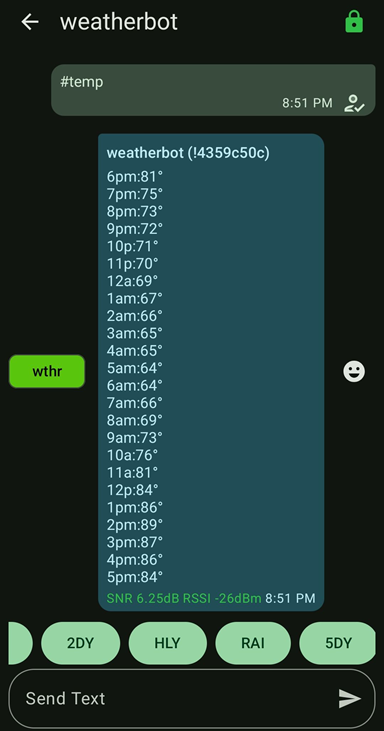 weatherbot
#temp
8:51 PM
weatherbot (!4359c50c)
6pm:81°
7pm:75°
8pm:73°
9pm:72°
10p:71°
11p:70°
12a:69°
1am:67°
2am:66°
3am:65°
4am:65°
5am:64°
6am:64°
7am:66°
8am:69°
9am:73°
10a:76°
11a:81°
12p:84°
1pm:86°
2pm:89°
3pm:87°
4pm:86°
5pm:84°
wthr
SNR 6.25dB RSSI -26dBm 8:51 PM
2DY HLY RAI 5DY
Send Text